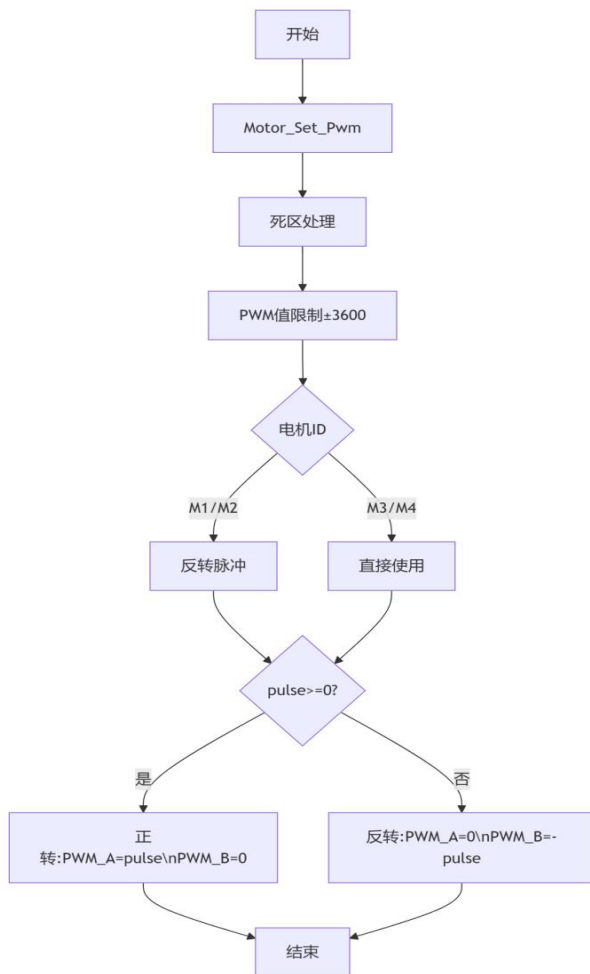 开始
Motor_Set_Pwm
死区处理
PWM值限制±3600
电机ID
M1/M2
M3/M4
反转脉冲
直接使用
pulse>=0?
是
否
正
转:PWM_A=pulse\nPWM_B=0
反转:PWM_A=0\nPWM_B=-
pulse
结束